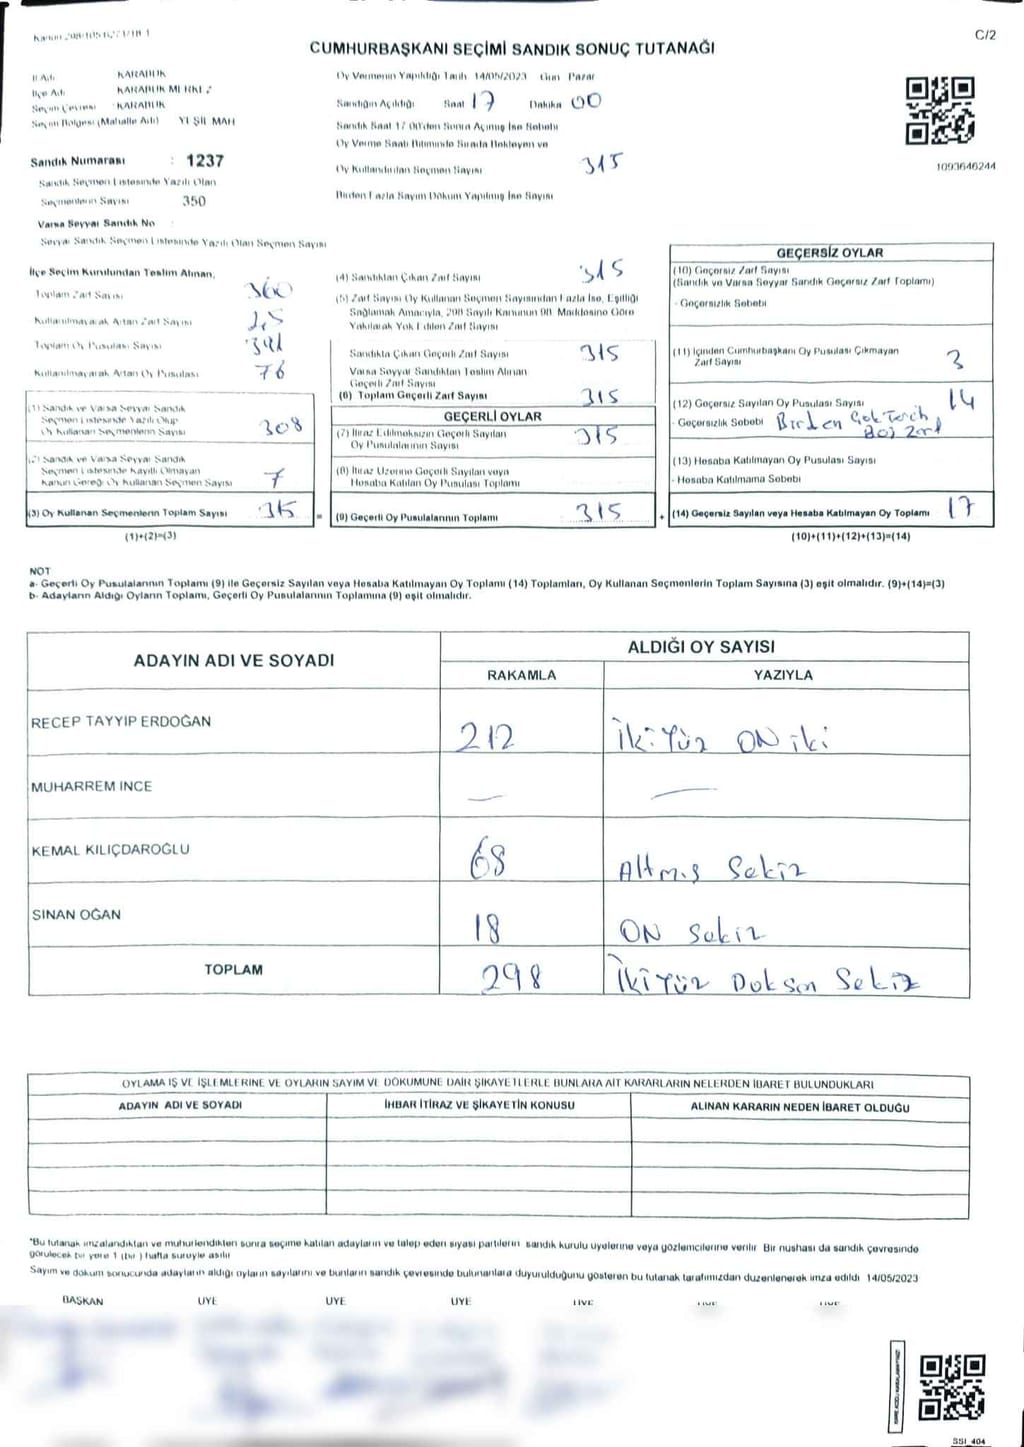 C/2
CUMHURBAŞKANI SEÇİMİ SANDIK SONUÇ TUTANAĞI
İl Adı KARABÜK
İlçe Adı KARABÜK MERKEZ
Seçim Çevresi KARABÜK
Seçim Bölgesi (Mahalle Adı) YEŞİL MAH
Sandık Numarası : 1237
Sandık Seçmen Listesinde Yazılı Olan
Seçmenlerin Sayısı 350
Varsa Seyyar Sandık No :
Seyyar Sandık Seçmen Listesinde Yazılı Olan Seçmen Sayısı
Oy Vermenin Yapıldığı Tarih 14/05/2023 Gün Pazar
Sandığın Açıldığı Saat 17 Dakika 00
Sandık Saat 17 00'den Sonra Açılmış İse Sebebi
Oy Verme Saati Bitiminde Sırada Bekleyen ve
Oy Kullandırılan Seçmen Sayısı 315
Birden Fazla Sayım Döküm Yapılmış İse Sayısı
1093646244
İlçe Seçim Kurulundan Teslim Alınan,
Toplam Zarf Sayısı 360
Kullanılmayarak Artan Zarf Sayısı
Toplam Oy Pusulası Sayısı
Kullanılmayarak Artan Oy Pusulası 76
(1) Sandık ve Varsa Seyyar Sandık
Seçmen Listesinde Yazılı Olup
Oy Kullanan Seçmenlerin Sayısı 308
(2) Sandık ve Varsa Seyyar Sandık
Seçmen Listesinde Kayıtlı Olmayan
Kanun Gereği Oy Kullanan Seçmen Sayısı 7
(3) Oy Kullanan Seçmenlerin Toplam Sayısı 315
(1)+(2)=(3)
(4) Sandıktan Çıkan Zarf Sayısı 315
(5) Zarf Sayısı Oy Kullanan Seçmen Sayısından Fazla İse, Eşitliği
Sağlamak Amacıyla, 298 Sayılı Kanunun 98. Maddesine Göre
Yakılarak Yok Edilen Zarf Sayısı
Sandıkta Çıkan Geçerli Zarf Sayısı 315
Varsa Seyyar Sandıktan Teslim Alınan
Geçerli Zarf Sayısı
(6) Toplam Geçerli Zarf Sayısı 315
GEÇERLİ OYLAR
(7) İtiraz Edilmeksizin Geçerli Sayılan
Oy Pusulalarının Sayısı 315
(8) İtiraz Üzerine Geçerli Sayılan veya
Hesaba Katılan Oy Pusulası Toplamı
= (9) Geçerli Oy Pusulalarının Toplamı 315
GEÇERSİZ OYLAR
(10) Geçersiz Zarf Sayısı
(Sandık ve Varsa Seyyar Sandık Geçersiz Zarf Toplamı)
- Geçersizlik Sebebi
(11) İçinden Cumhurbaşkanı Oy Pusulası Çıkmayan
Zarf Sayısı 3
(12) Geçersiz Sayılan Oy Pusulası Sayısı 14
- Geçersizlik Sebebi Birden Çok Tercih
Boş Zarf
(13) Hesaba Katılmayan Oy Pusulası Sayısı
- Hesaba Katılmama Sebebi
+ (14) Geçersiz Sayılan veya Hesaba Katılmayan Oy Toplamı 17
(10)+(11)+(12)+(13)=(14)
NOT
a- Geçerli Oy Pusulalarının Toplamı (9) ile Geçersiz Sayılan veya Hesaba Katılmayan Oy Toplamı (14) Toplamları, Oy Kullanan Seçmenlerin Toplam Sayısına (3) eşit olmalıdır. (9)+(14)=(3)
b- Adayların Aldığı Oyların Toplamı, Geçerli Oy Pusulalarının Toplamına (9) eşit olmalıdır.
ADAYIN ADI VE SOYADI
ALDIĞI OY SAYISI
RAKAMLA YAZIYLA
RECEP TAYYIP ERDOĞAN 212 İkiYüz ON iki
MUHARREM INCE — —
KEMAL KILIÇDAROĞLU 68 Altmış Sekiz
SINAN OĞAN 18 ON Sekiz
TOPLAM 298 İkiYüz Doksan Sekiz
OYLAMA İŞ VE İŞLEMLERİNE VE OYLARIN SAYIM VE DÖKÜMÜNE DAİR ŞİKAYETLERLE BUNLARA AİT KARARLARIN NELERDEN İBARET BULUNDUKLARI
ADAYIN ADI VE SOYADI İHBAR İTİRAZ VE ŞİKAYETİN KONUSU ALINAN KARARIN NEDEN İBARET OLDUĞU
*Bu tutanak imzalandıktan ve mühürlendikten sonra seçime katılan adayların ve talep eden siyasi partilerin sandık kurulu üyelerine veya gözlemcilerine verilir Bir nüshası da sandık çevresinde
görülecek bir yere 1 (bir) hafta süreyle asılır
Sayım ve döküm sonucunda adayların aldığı oyların sayılarını ve bunların sandık çevresinde bulunanlara duyurulduğunu gösteren bu tutanak tarafımızdan düzenlenerek imza edildi 14/05/2023
BAŞKAN ÜYE ÜYE ÜYE ÜYE ÜYE ÜYE
SSI 404